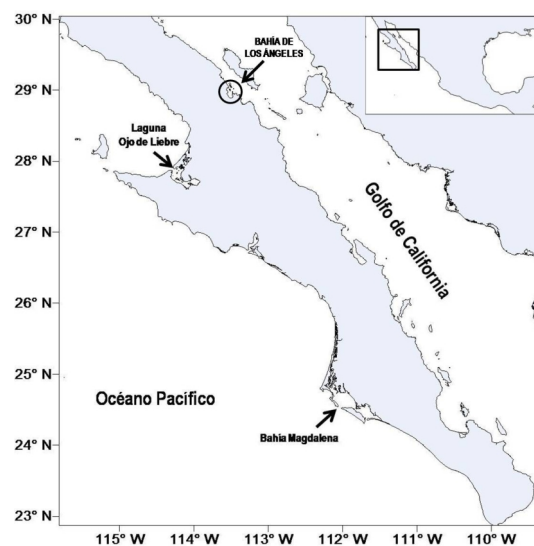 30° N
BAHÍA DE
LOS ÁNGELES
29° N
Laguna
Ojo de Liebre
28° N
Golfo de California
27° N
26° N
25° N
Océano Pacífico
24° N
Bahia Magdalena
23° N
115° W
114° W
113° W
112° W
111° W
110° W